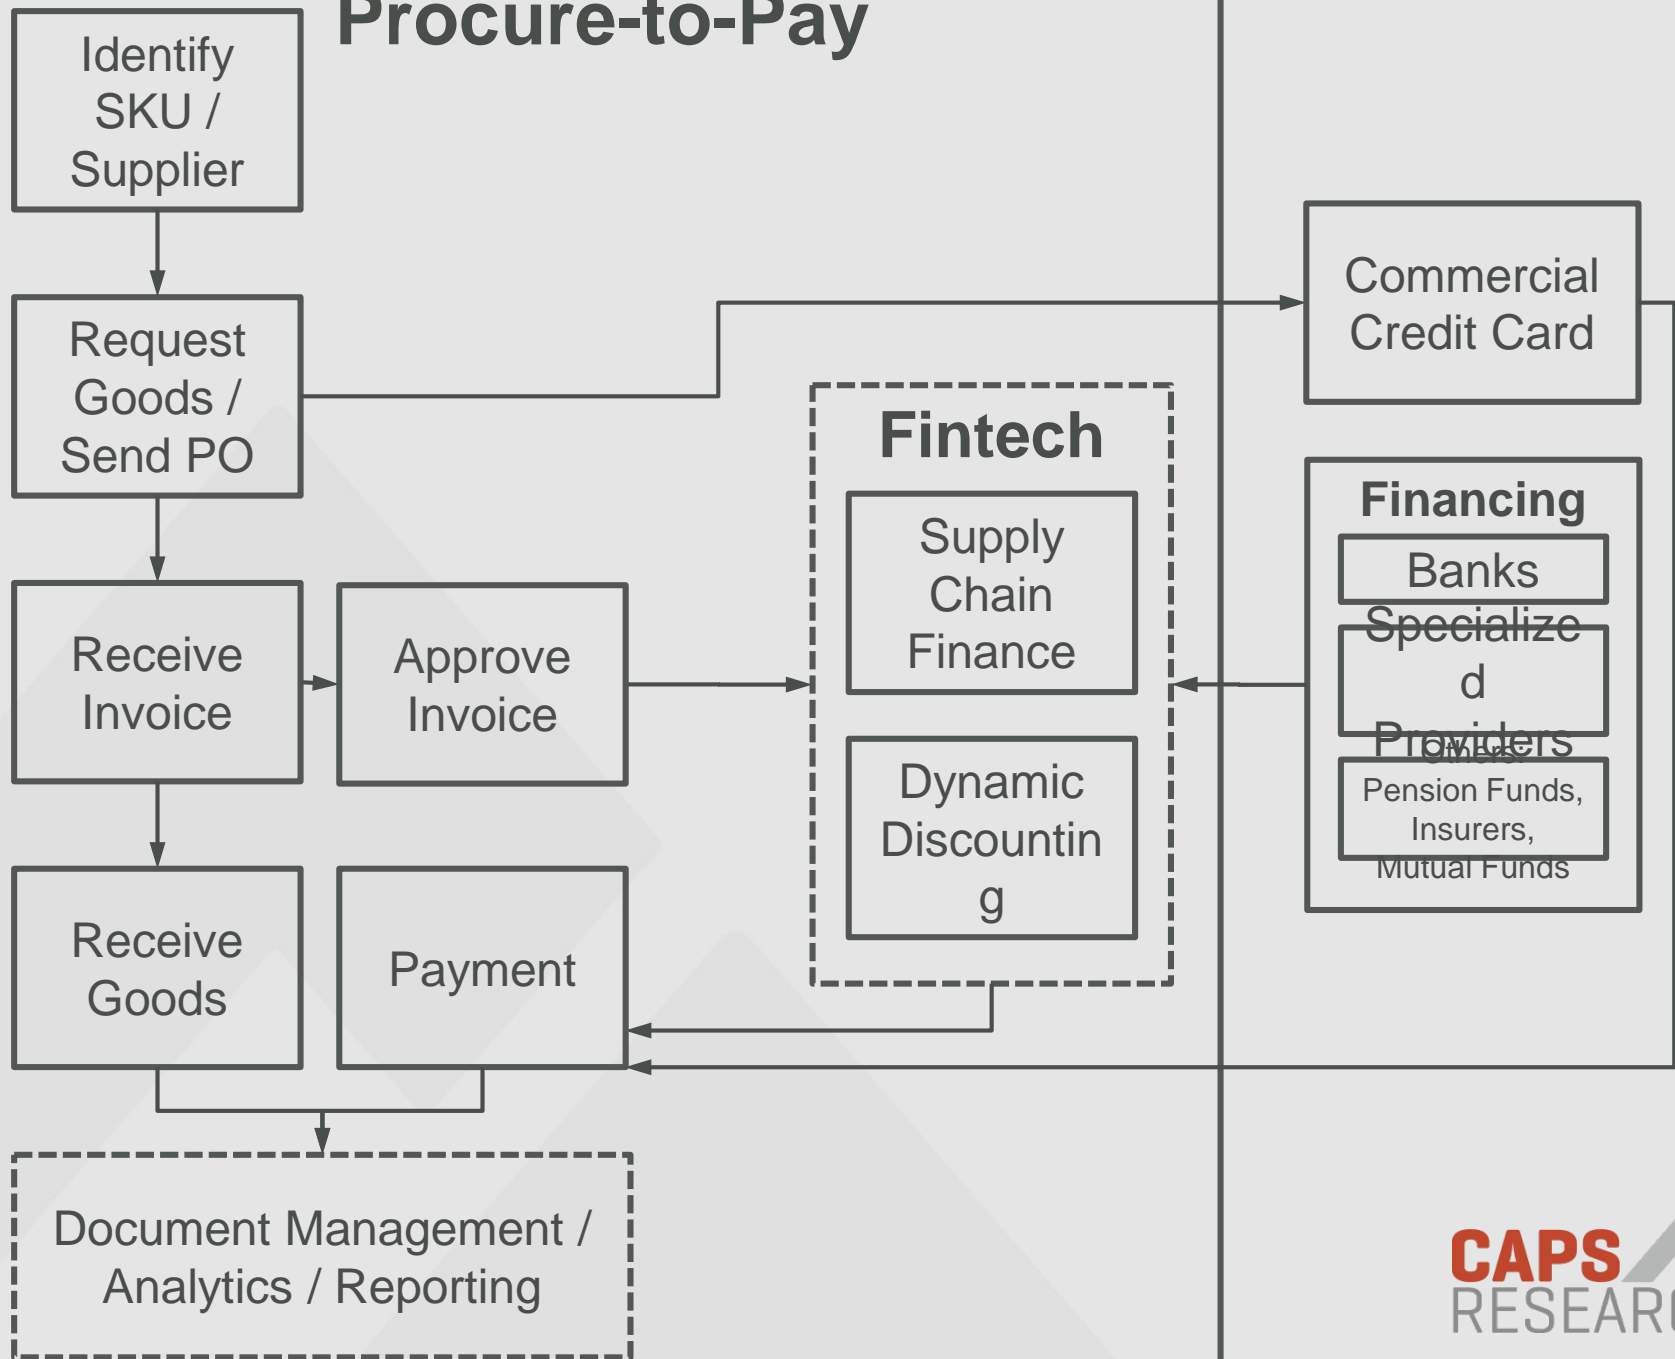 Procure-to-Pay
Identify
SKU /
Supplier
Request
Goods /
Send PO
Receive
Invoice
Approve
Invoice
Receive
Goods
Payment
Document Management /
Analytics / Reporting
Fintech
Supply
Chain
Finance
Dynamic
Discountin
g
Commercial
Credit Card
Financing
Banks
Specialize
d
Providers
Others:
Pension Funds,
Insurers,
Mutual Funds
CAPS
RESEARC